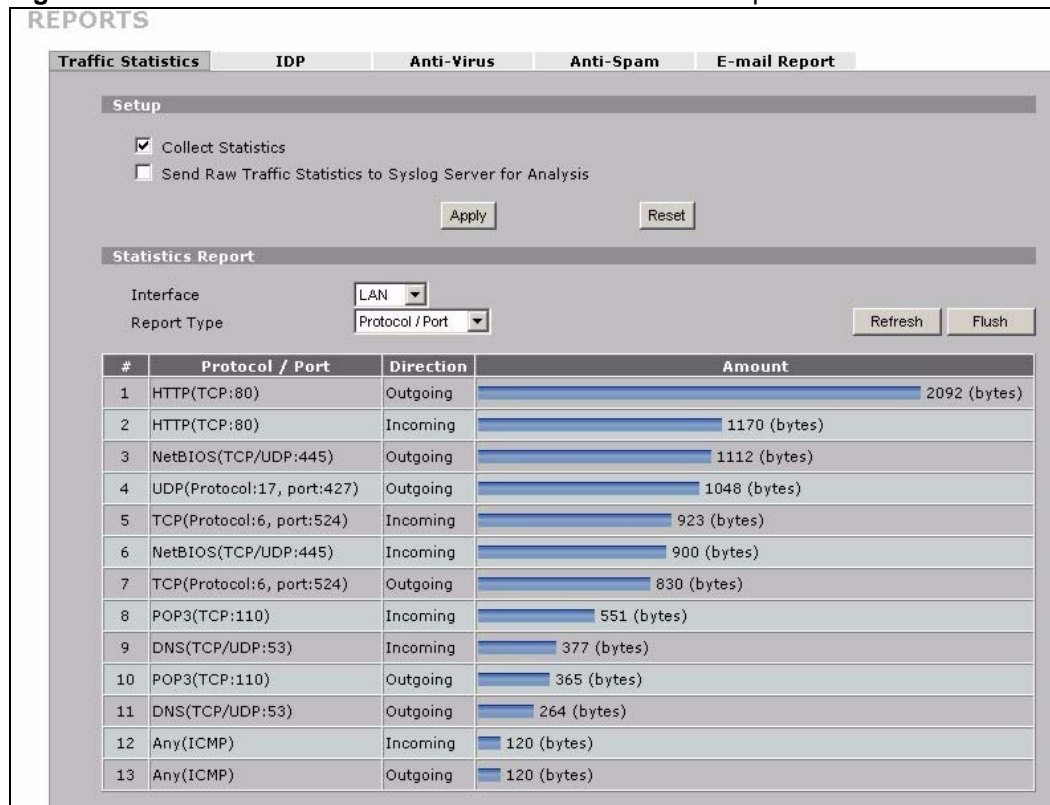 REPORTS
Traffic Statistics IDP Anti-Virus Anti-Spam E-mail Report
Setup
Collect Statistics
Send Raw Traffic Statistics to Syslog Server for Analysis
Apply Reset
Statistics Report
Interface LAN
Report Type Protocol / Port Refresh Flush
# Protocol / Port Direction Amount
1 HTTP(TCP:80) Outgoing 2092 (bytes)
2 HTTP(TCP:80) Incoming 1170 (bytes)
3 NetBIOS(TCP/UDP:445) Outgoing 1112 (bytes)
4 UDP(Protocol:17, port:427) Outgoing 1048 (bytes)
5 TCP(Protocol:6, port:524) Incoming 923 (bytes)
6 NetBIOS(TCP/UDP:445) Incoming 900 (bytes)
7 TCP(Protocol:6, port:524) Outgoing 830 (bytes)
8 POP3(TCP:110) Incoming 551 (bytes)
9 DNS(TCP/UDP:53) Incoming 377 (bytes)
10 POP3(TCP:110) Outgoing 365 (bytes)
11 DNS(TCP/UDP:53) Outgoing 264 (bytes)
12 Any(ICMP) Incoming 120 (bytes)
13 Any(ICMP) Outgoing 120 (bytes)